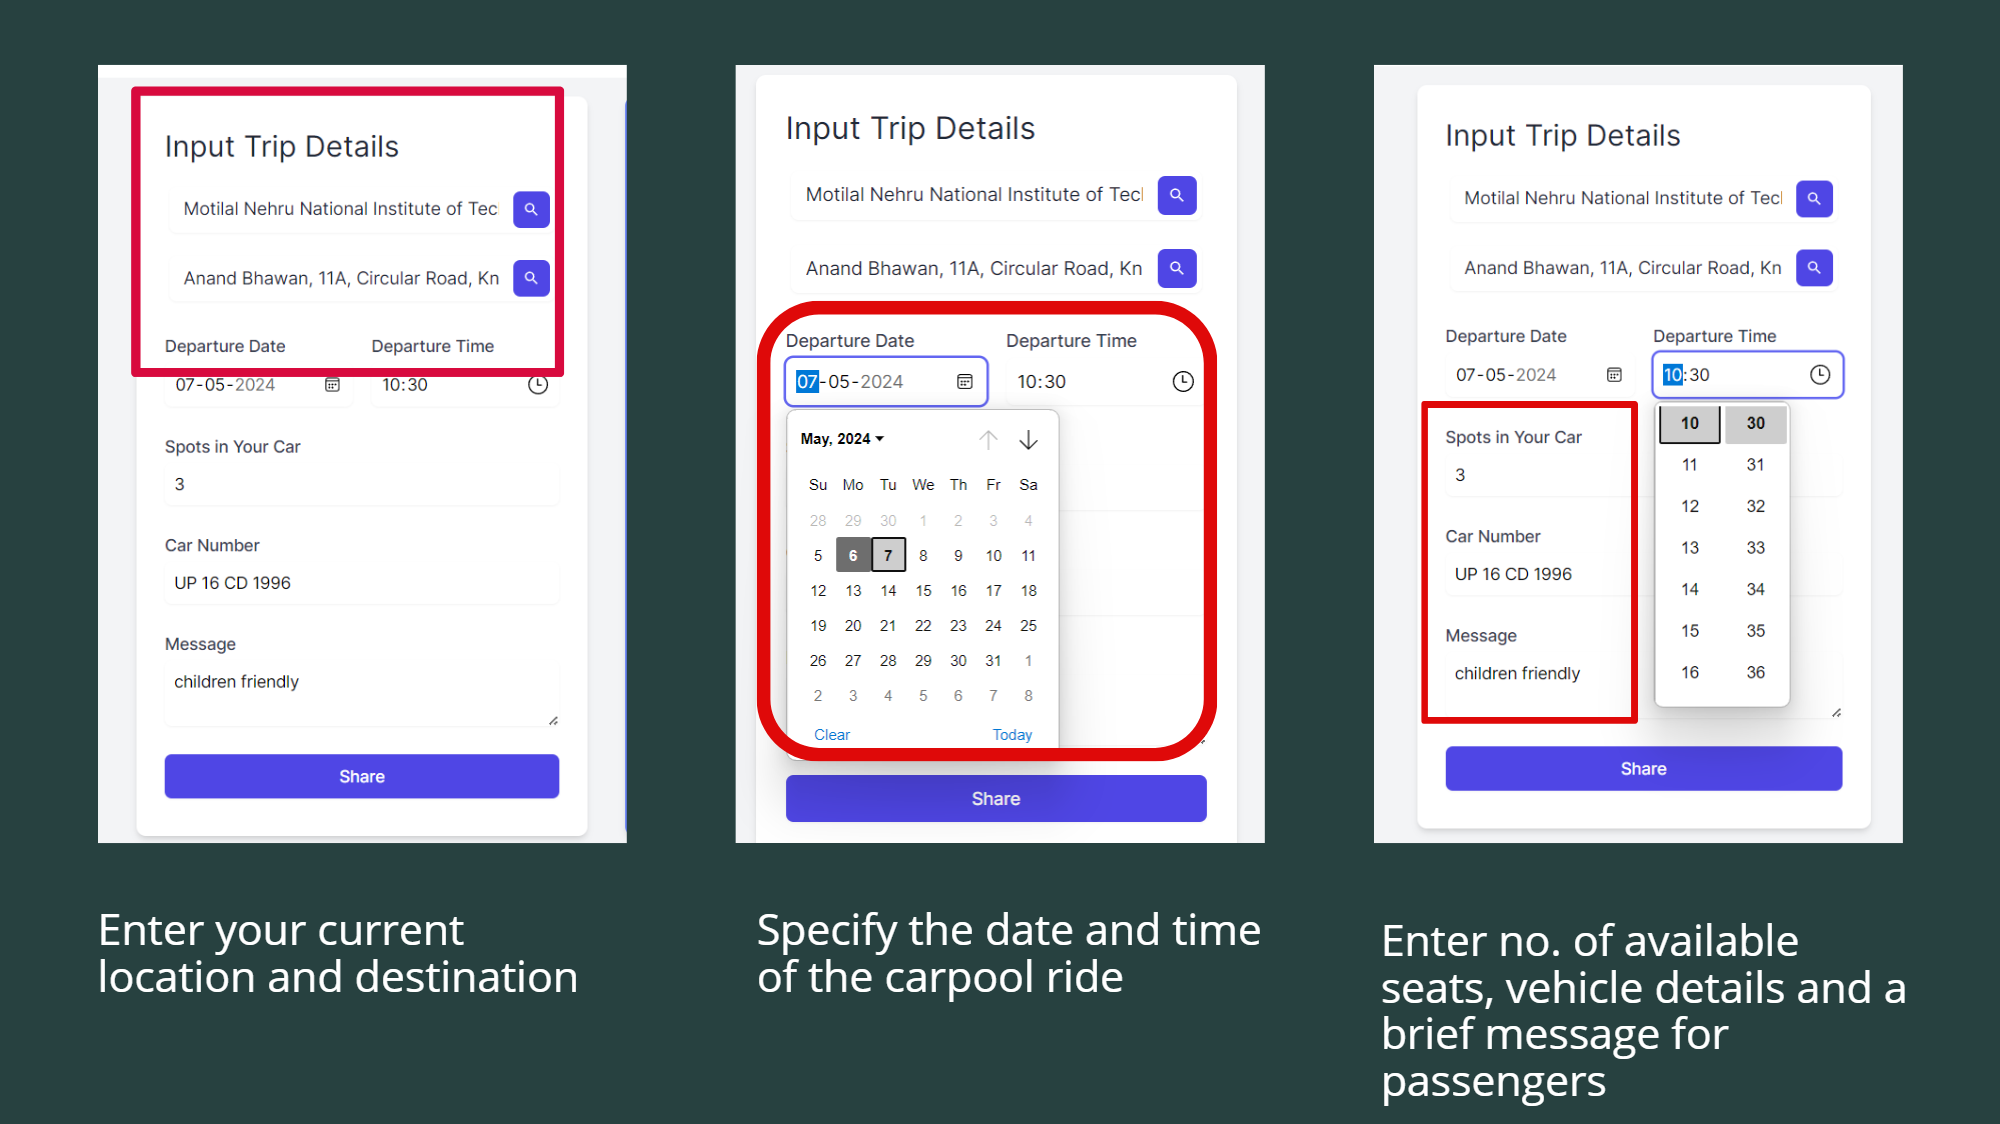 Input Trip Details
Motilal Nehru National Institute of Tec
Anand Bhawan, 11A, Circular Road, Kn
Departure Date Departure Time
07-05-2024 10:30
Spots in Your Car
3
Car Number
UP 16 CD 1996
Message
children friendly
Share
Enter your current
location and destination
Input Trip Details
Motilal Nehru National Institute of Tec
Anand Bhawan, 11A, Circular Road, Kn
Departure Date Departure Time
07-05-2024 10:30
May, 2024
Su Mo Tu We Th Fr Sa
28 29 30 1 2 3 4
5 6 7 8 9 10 11
12 13 14 15 16 17 18
19 20 21 22 23 24 25
26 27 28 29 30 31 1
2 3 4 5 6 7 8
Clear Today
Share
Specify the date and time
of the carpool ride
Input Trip Details
Motilal Nehru National Institute of Tec
Anand Bhawan, 11A, Circular Road, Kn
Departure Date Departure Time
07-05-2024 10:30
10 30
11 31
12 32
13 33
14 34
15 35
16 36
Spots in Your Car
3
Car Number
UP 16 CD 1996
Message
children friendly
Share
Enter no. of available
seats, vehicle details and a
brief message for
passengers